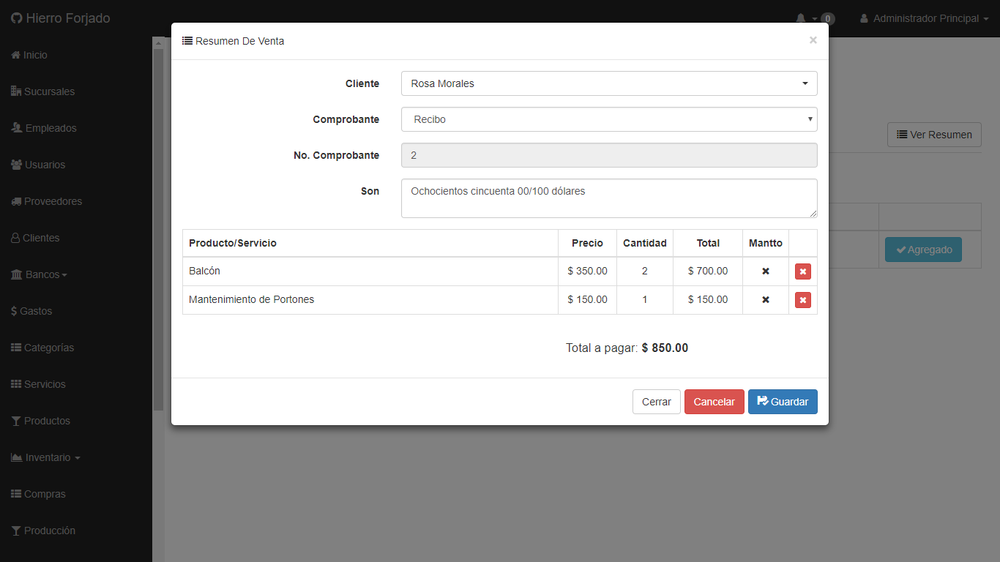 Hierro Forjado
0
Administrador Principal
Inicio
Sucursales
Empleados
Usuarios
Proveedores
Clientes
Bancos
$ Gastos
Categorías
Servicios
Productos
Inventario
Compras
Producción
Resumen De Venta ×
Cliente Rosa Morales
Comprobante Recibo
No. Comprobante 2
Son Ochocientos cincuenta 00/100 dólares
Producto/Servicio Precio Cantidad Total Mantto
Balcón $ 350.00 2 $ 700.00
Mantenimiento de Portones $ 150.00 1 $ 150.00
Total a pagar: $ 850.00
Cerrar Cancelar Guardar
Ver Resumen
Agregado